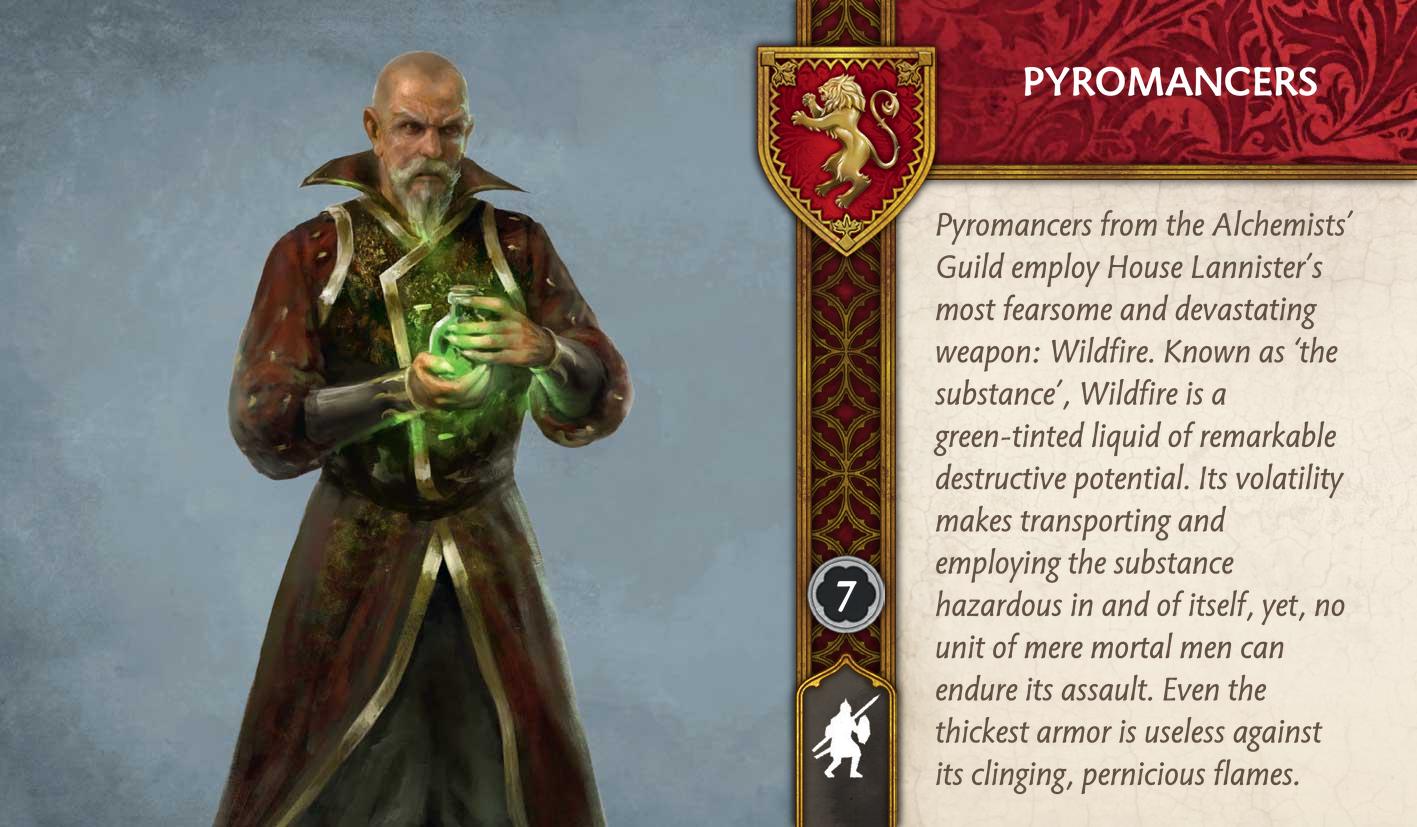 PYROMANCERS
Pyromancers from the Alchemists’
Guild employ House Lannister’s
most fearsome and devastating
weapon: Wildfire. Known as ‘the
substance’, Wildfire is a
green-tinted liquid of remarkable
destructive potential. Its volatility
makes transporting and
employing the substance
hazardous in and of itself, yet, no
unit of mere mortal men can
endure its assault. Even the
thickest armor is useless against
its clinging, pernicious flames.
7